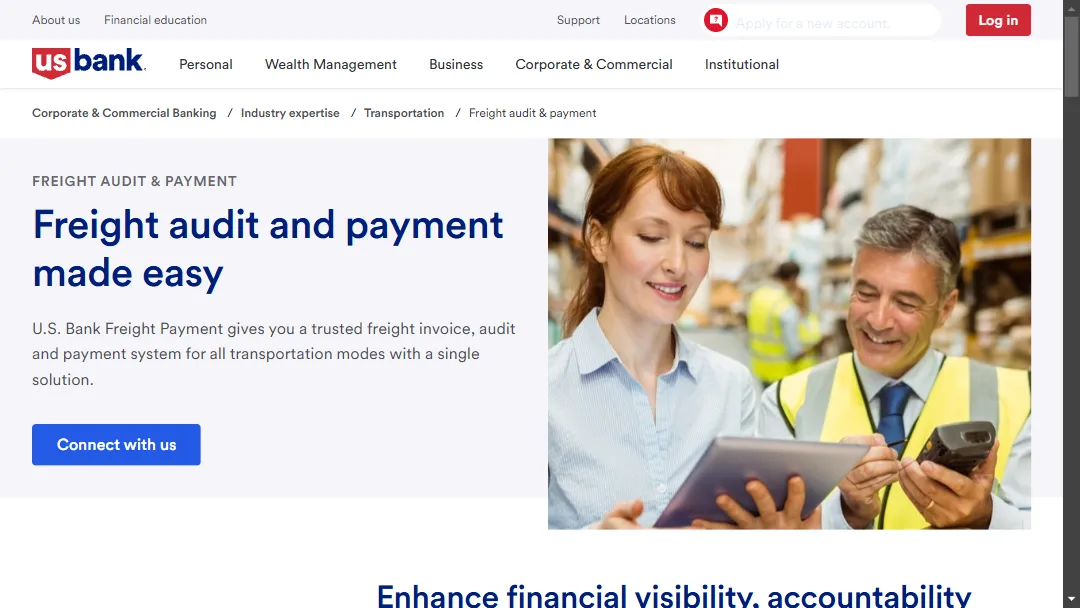 About us
Financial education
Support
Locations
Apply for a new account.
Log in
us bank.
Personal
Wealth Management
Business
Corporate & Commercial
Institutional
Corporate & Commercial Banking / Industry expertise / Transportation / Freight audit & payment
FREIGHT AUDIT & PAYMENT
Freight audit and payment
made easy
U.S. Bank Freight Payment gives you a trusted freight invoice, audit
and payment system for all transportation modes with a single
solution.
Connect with us
Enhance financial visibility, accountability